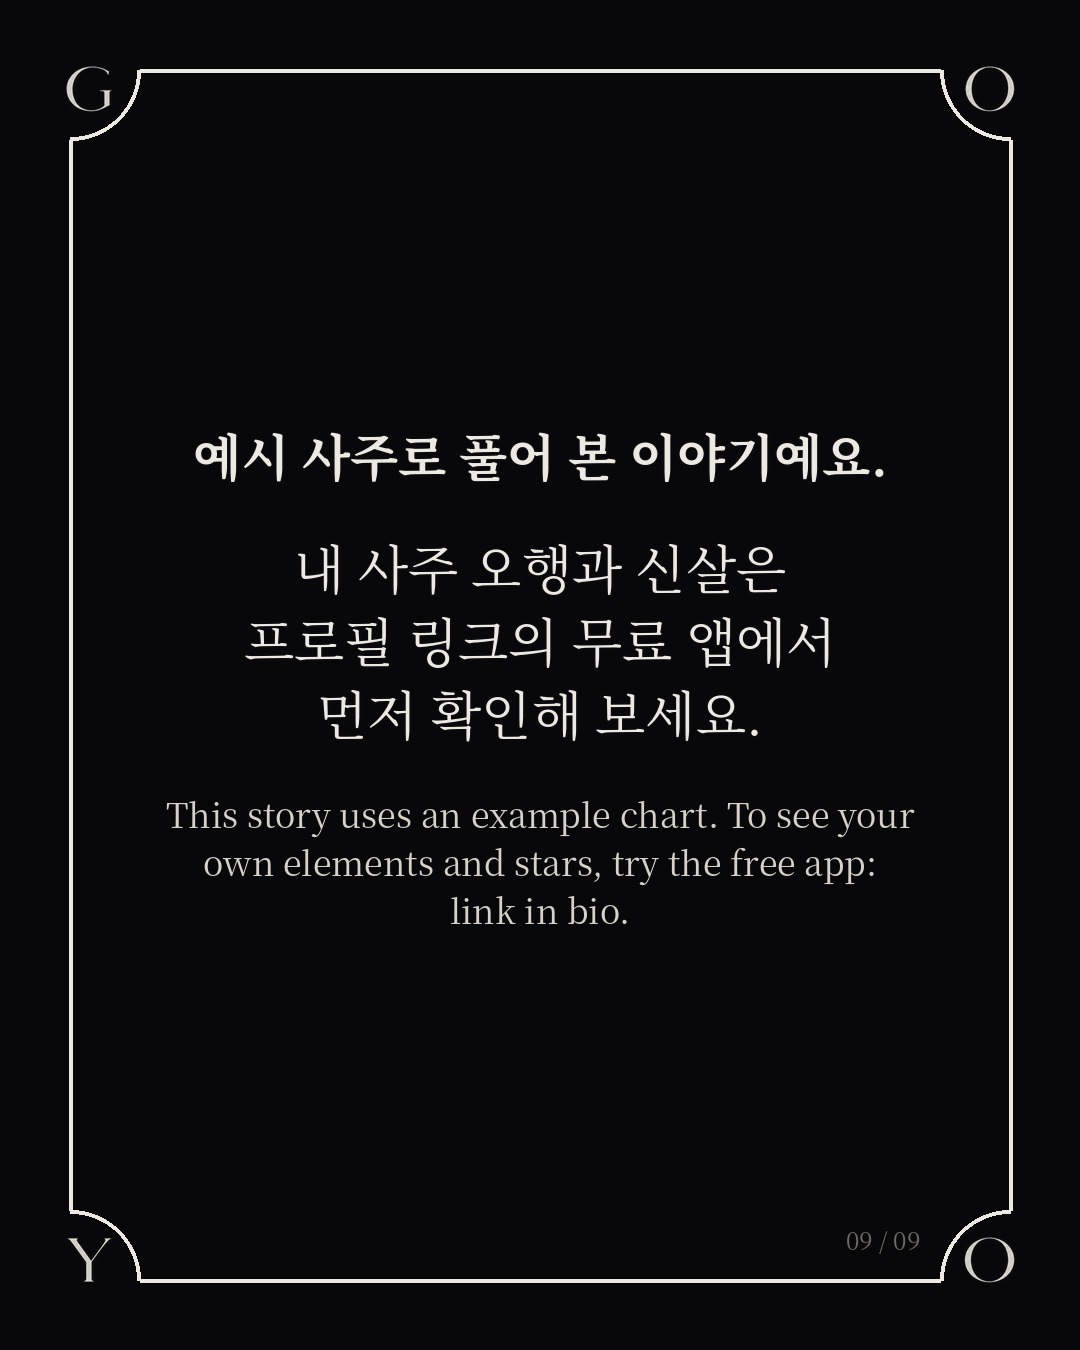 G
O
예시 사주로 풀어 본 이야기예요.
내 사주 오행과 신살은
프로필 링크의 무료 앱에서
먼저 확인해 보세요.
This story uses an example chart. To see your
own elements and stars, try the free app:
link in bio.
09 / 09
Y
O